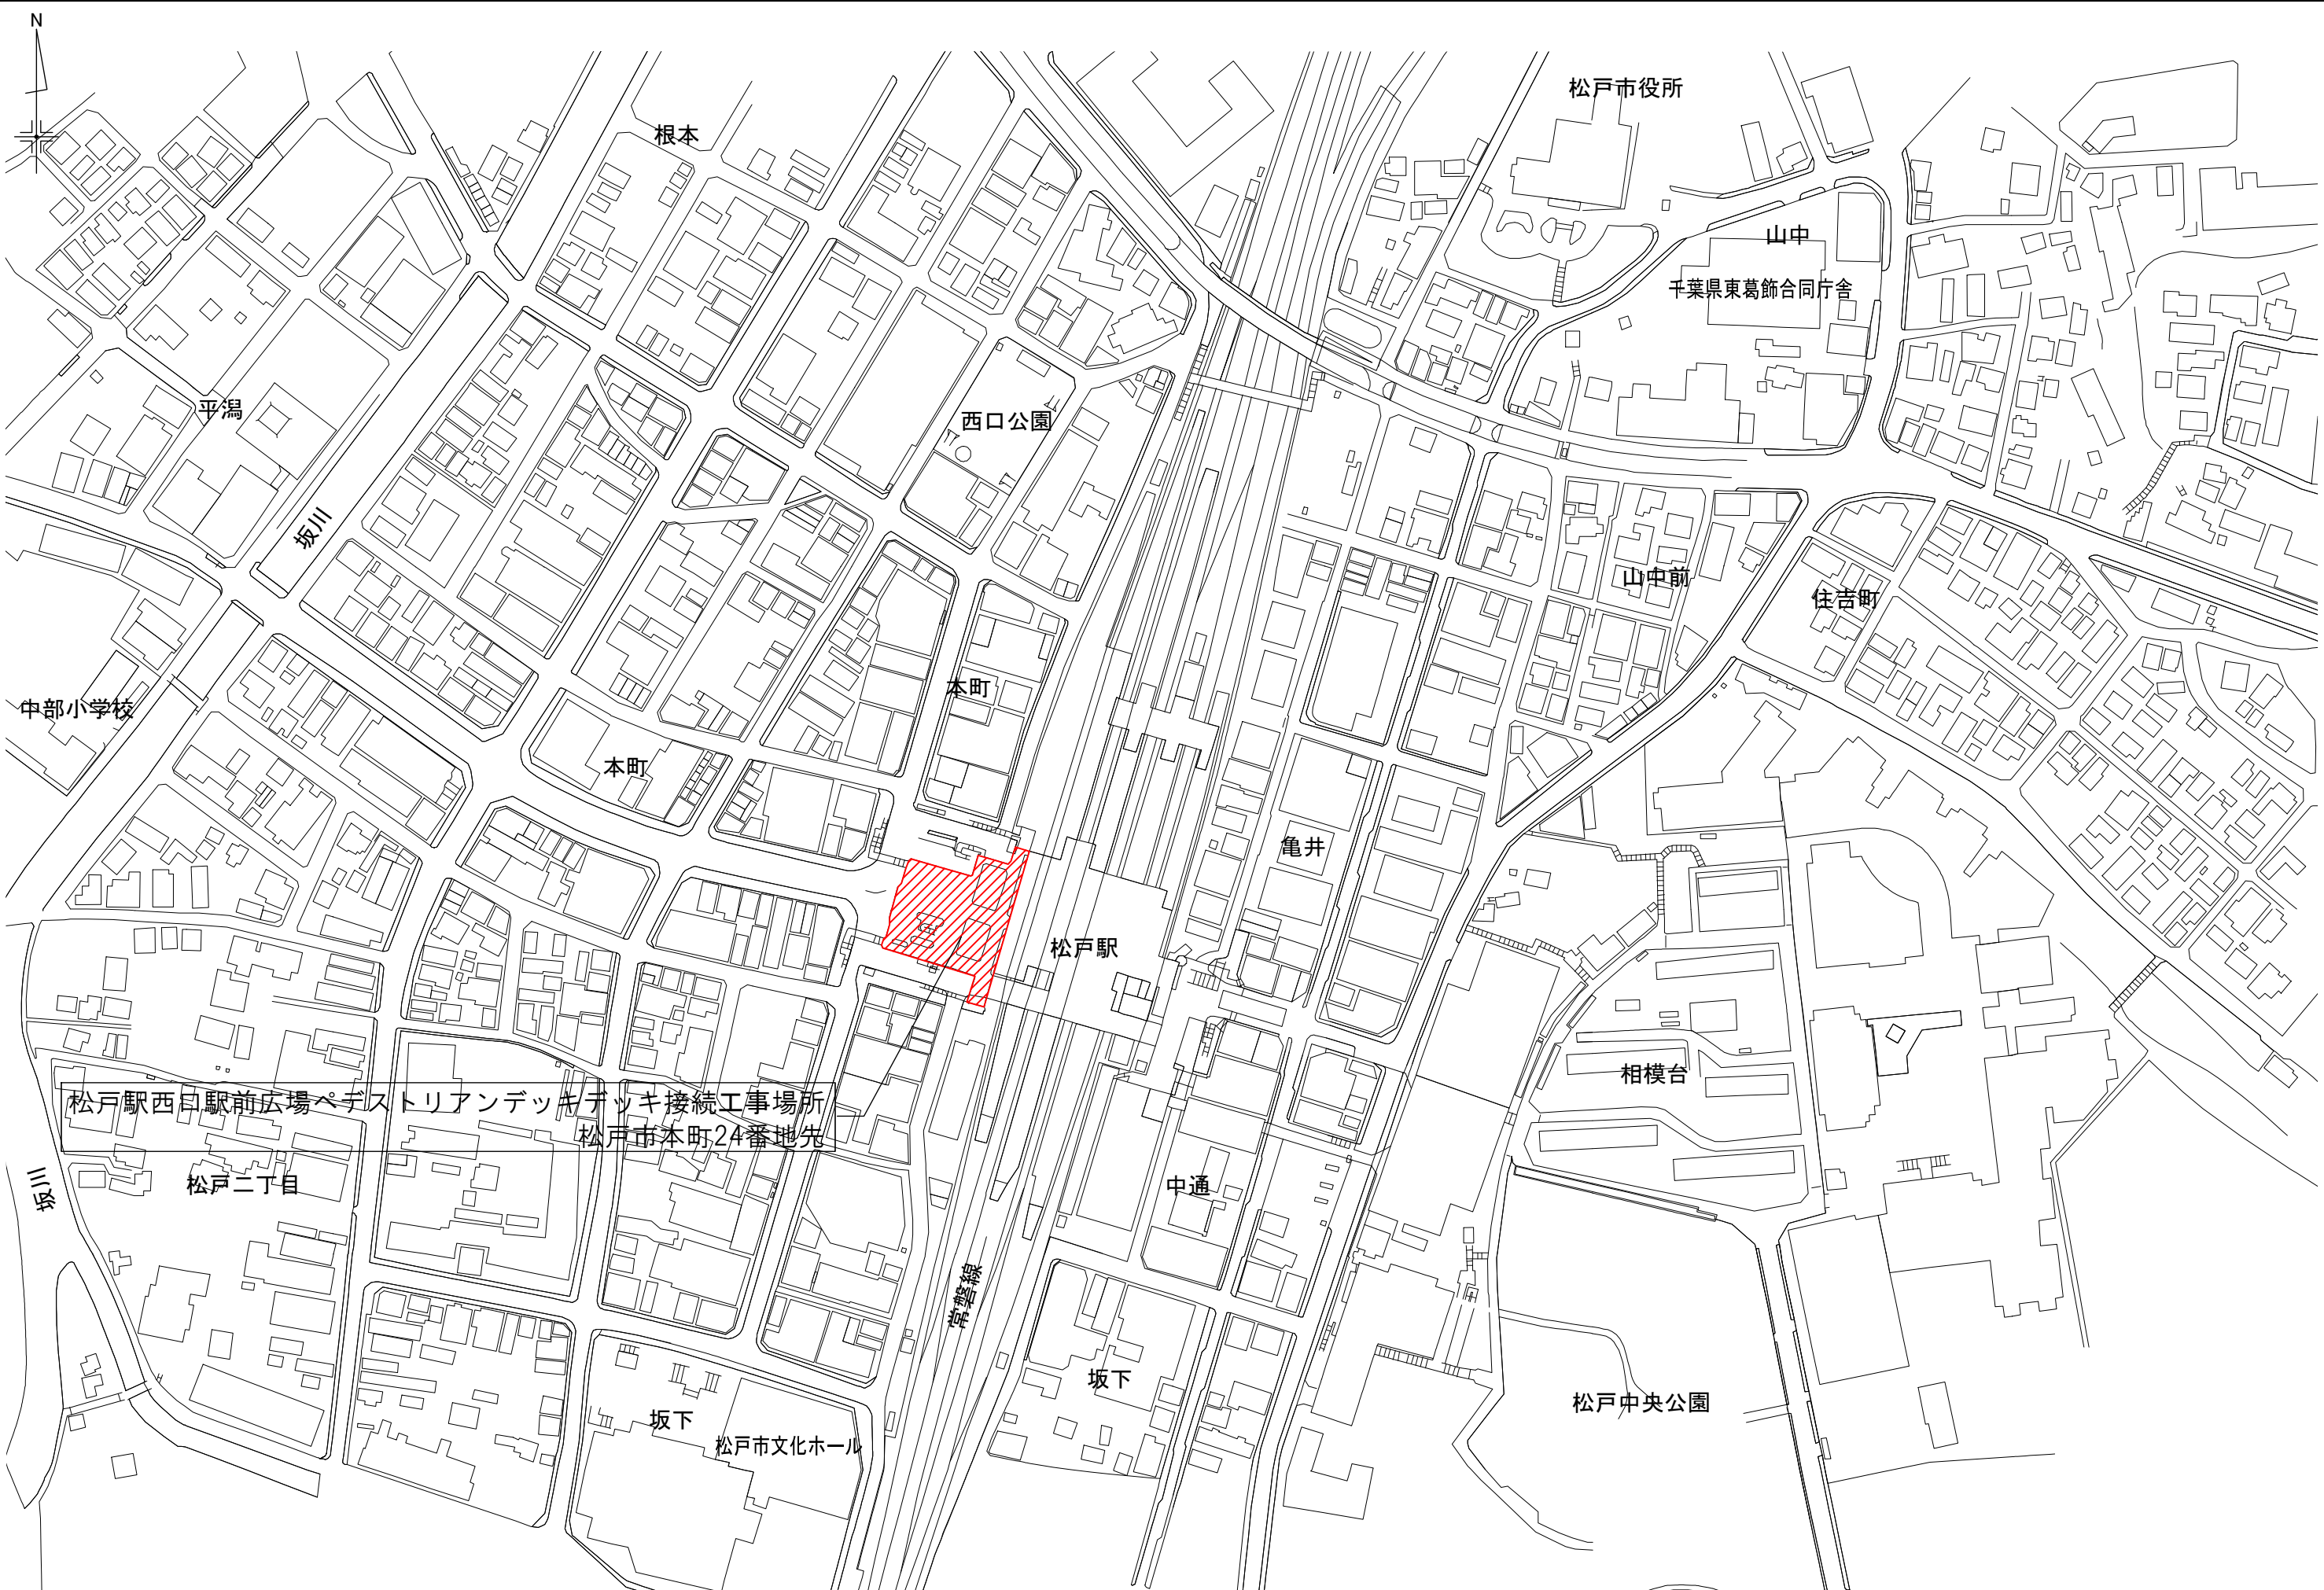 N
松戸市役所
根本
山中
千葉県東葛飾合同庁舎
平潟
西口公園
坂川
山中前
住吉町
本町
中部小学校
本町
亀井
松戸駅
相模台
松戸駅西口駅前広場ペデストリアンデッキデッキ接続工事場所
松戸市本町24番地先
坂川
松戸二丁目
中通
常磐線
坂下
松戸中央公園
坂下
松戸市文化ホール